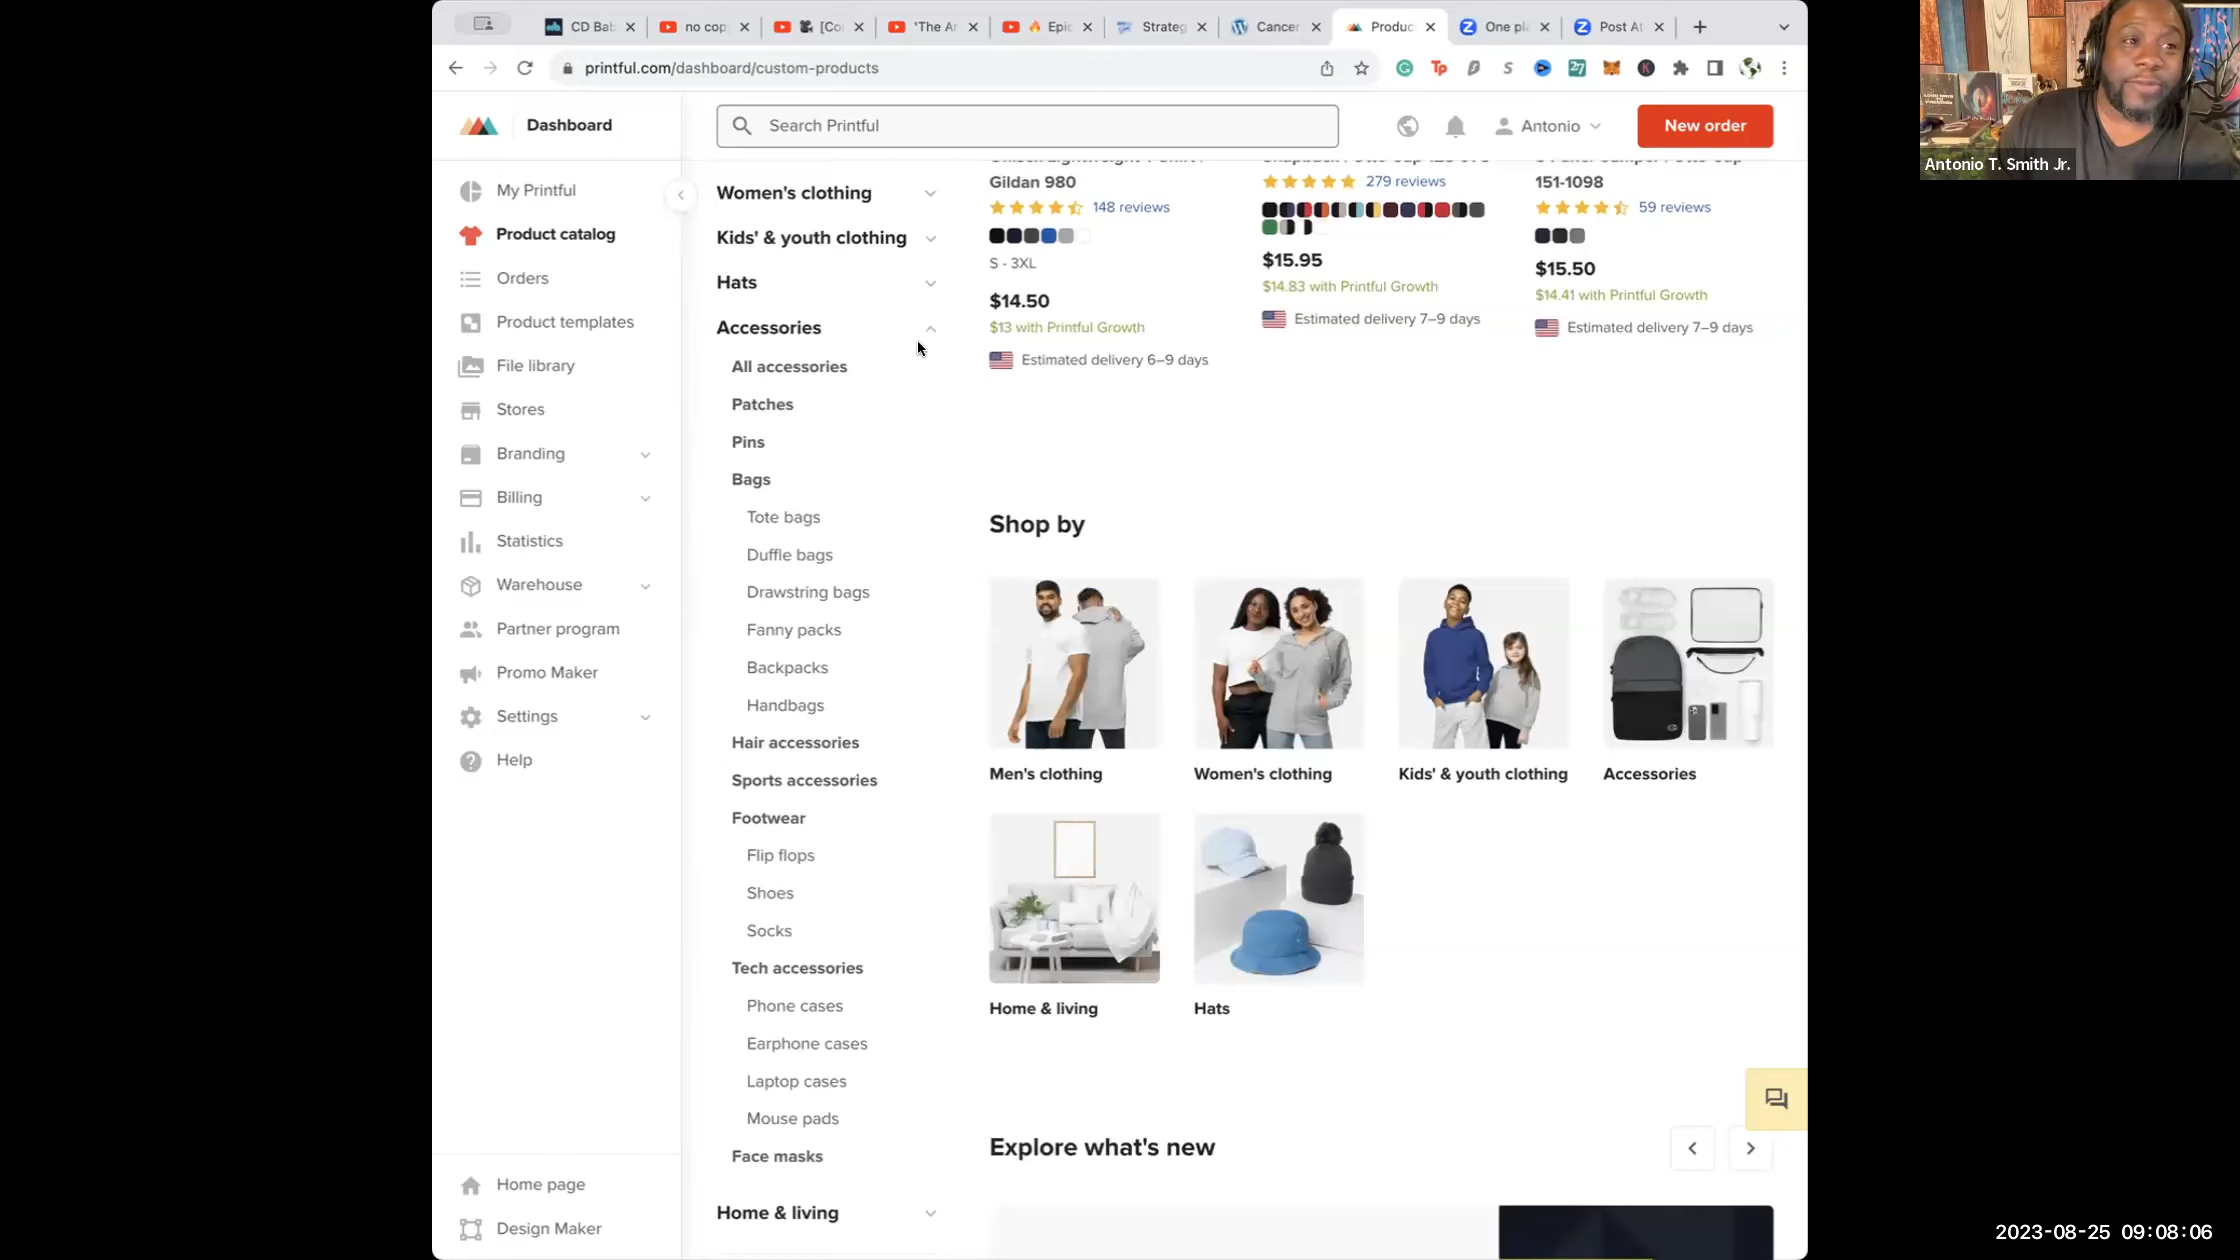 CD Bab
no cop
[Co
'The Ar
Epic
Strateg
Cancer
Produc
One pl
Post At
printful.com/dashboard/custom-products
Dashboard
Search Printful
Antonio
New order
My Printful
Product catalog
Orders
Product templates
File library
Stores
Branding
Billing
Statistics
Warehouse
Partner program
Promo Maker
Settings
Help
Home page
Design Maker
Women's clothing
Kids' & youth clothing
Hats
Accessories
All accessories
Patches
Pins
Bags
Tote bags
Duffle bags
Drawstring bags
Fanny packs
Backpacks
Handbags
Hair accessories
Sports accessories
Footwear
Flip flops
Shoes
Socks
Tech accessories
Phone cases
Earphone cases
Laptop cases
Mouse pads
Face masks
Home & living
Gildan 980
148 reviews
S - 3XL
$14.50
$13 with Printful Growth
Estimated delivery 6–9 days
279 reviews
$15.95
$14.83 with Printful Growth
Estimated delivery 7–9 days
151-1098
59 reviews
$15.50
$14.41 with Printful Growth
Estimated delivery 7–9 days
Shop by
Men's clothing
Women's clothing
Kids' & youth clothing
Accessories
Home & living
Hats
Explore what's new
Antonio T. Smith Jr.
2023-08-25 09:08:06